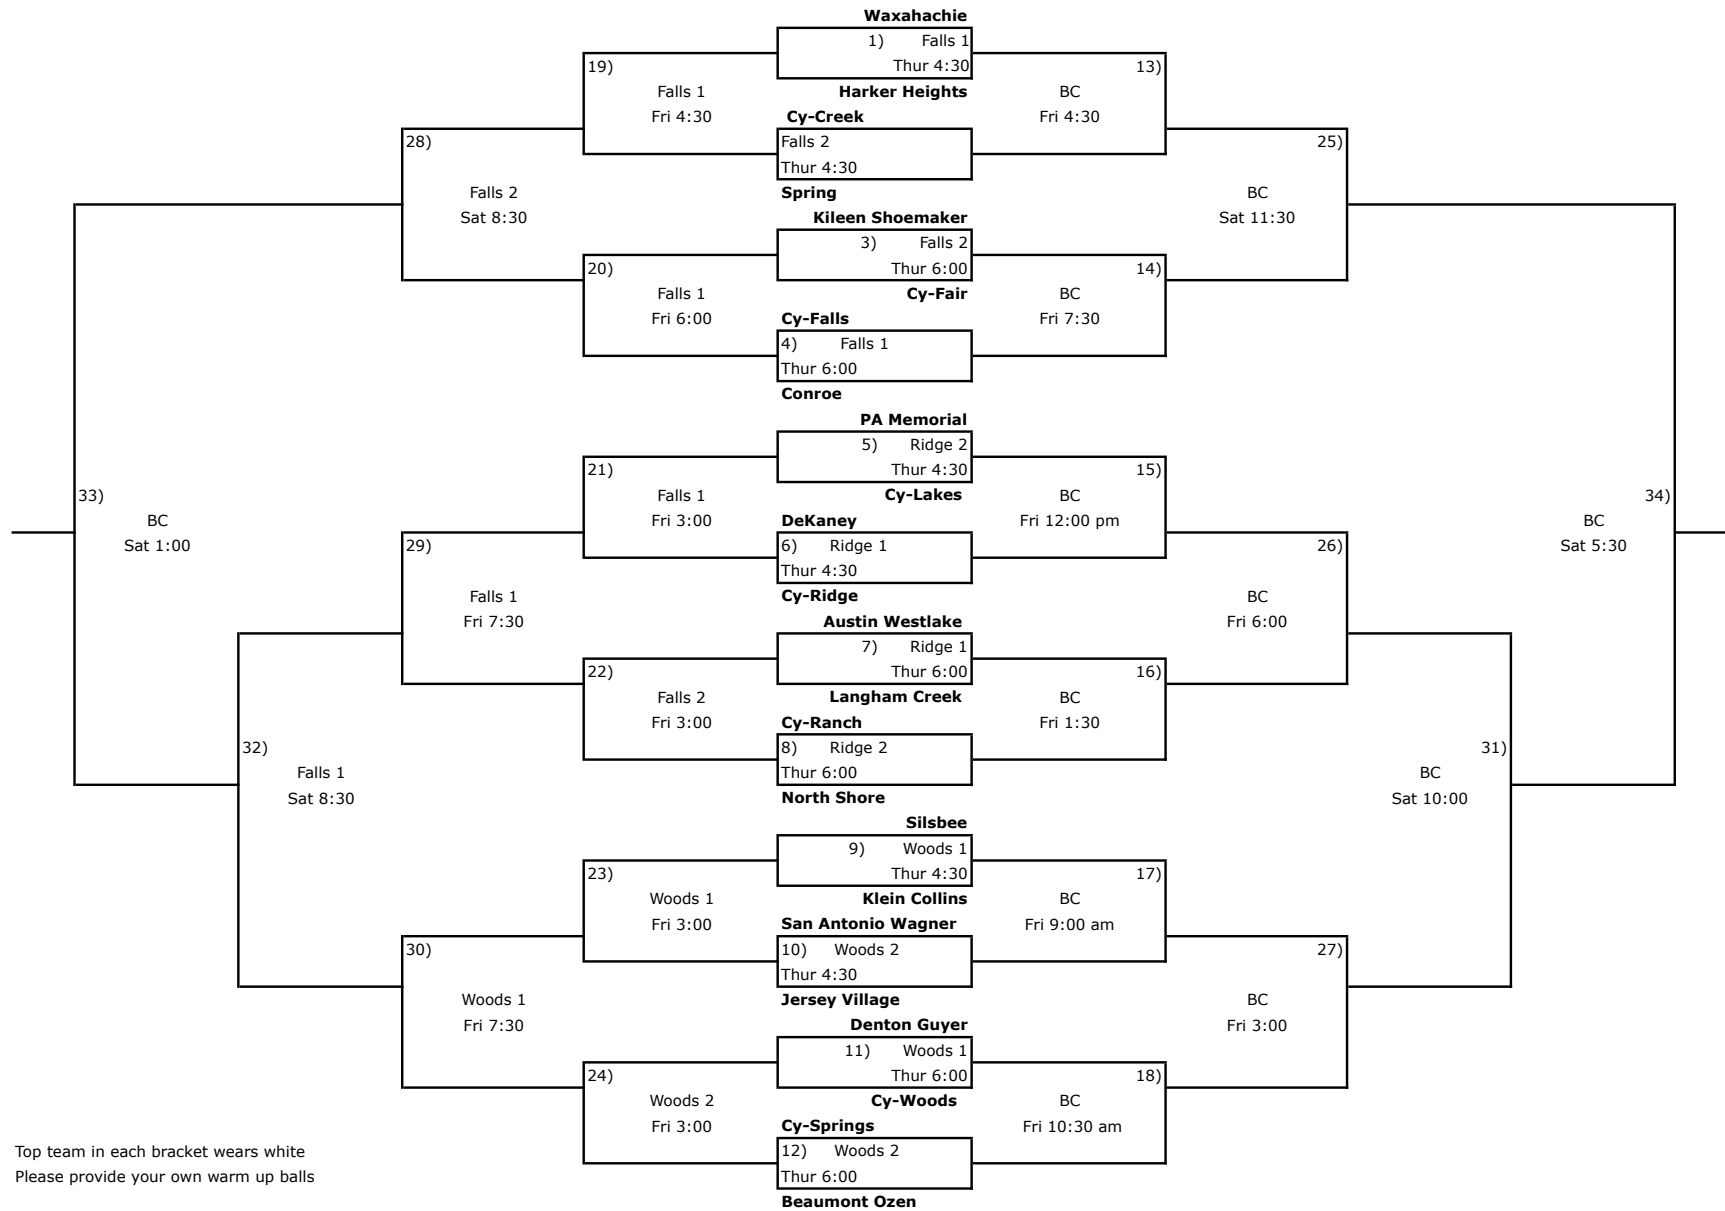 Waxahachie
1) Falls 1
Thur 4:30
Harker Heights
19)
Falls 1
Fri 4:30
13)
BC
Fri 4:30
Cy-Creek
Falls 2
Thur 4:30
Spring
28)
Falls 2
Sat 8:30
25)
BC
Sat 11:30
Kileen Shoemaker
3) Falls 2
Thur 6:00
Cy-Fair
20)
Falls 1
Fri 6:00
14)
BC
Fri 7:30
Cy-Falls
4) Falls 1
Thur 6:00
Conroe
PA Memorial
5) Ridge 2
Thur 4:30
Cy-Lakes
21)
Falls 1
Fri 3:00
15)
BC
Fri 12:00 pm
33)
BC
Sat 1:00
34)
BC
Sat 5:30
DeKaney
6) Ridge 1
Thur 4:30
Cy-Ridge
29)
Falls 1
Fri 7:30
26)
BC
Fri 6:00
Austin Westlake
7) Ridge 1
Thur 6:00
Langham Creek
22)
Falls 2
Fri 3:00
16)
BC
Fri 1:30
Cy-Ranch
8) Ridge 2
Thur 6:00
North Shore
32)
Falls 1
Sat 8:30
31)
BC
Sat 10:00
Silsbee
9) Woods 1
Thur 4:30
Klein Collins
23)
Woods 1
Fri 3:00
17)
BC
Fri 9:00 am
San Antonio Wagner
10) Woods 2
Thur 4:30
Jersey Village
30)
Woods 1
Fri 7:30
27)
BC
Fri 3:00
Denton Guyer
11) Woods 1
Thur 6:00
Cy-Woods
24)
Woods 2
Fri 3:00
18)
BC
Fri 10:30 am
Cy-Springs
12) Woods 2
Thur 6:00
Beaumont Ozen
Top team in each bracket wears white
Please provide your own warm up balls